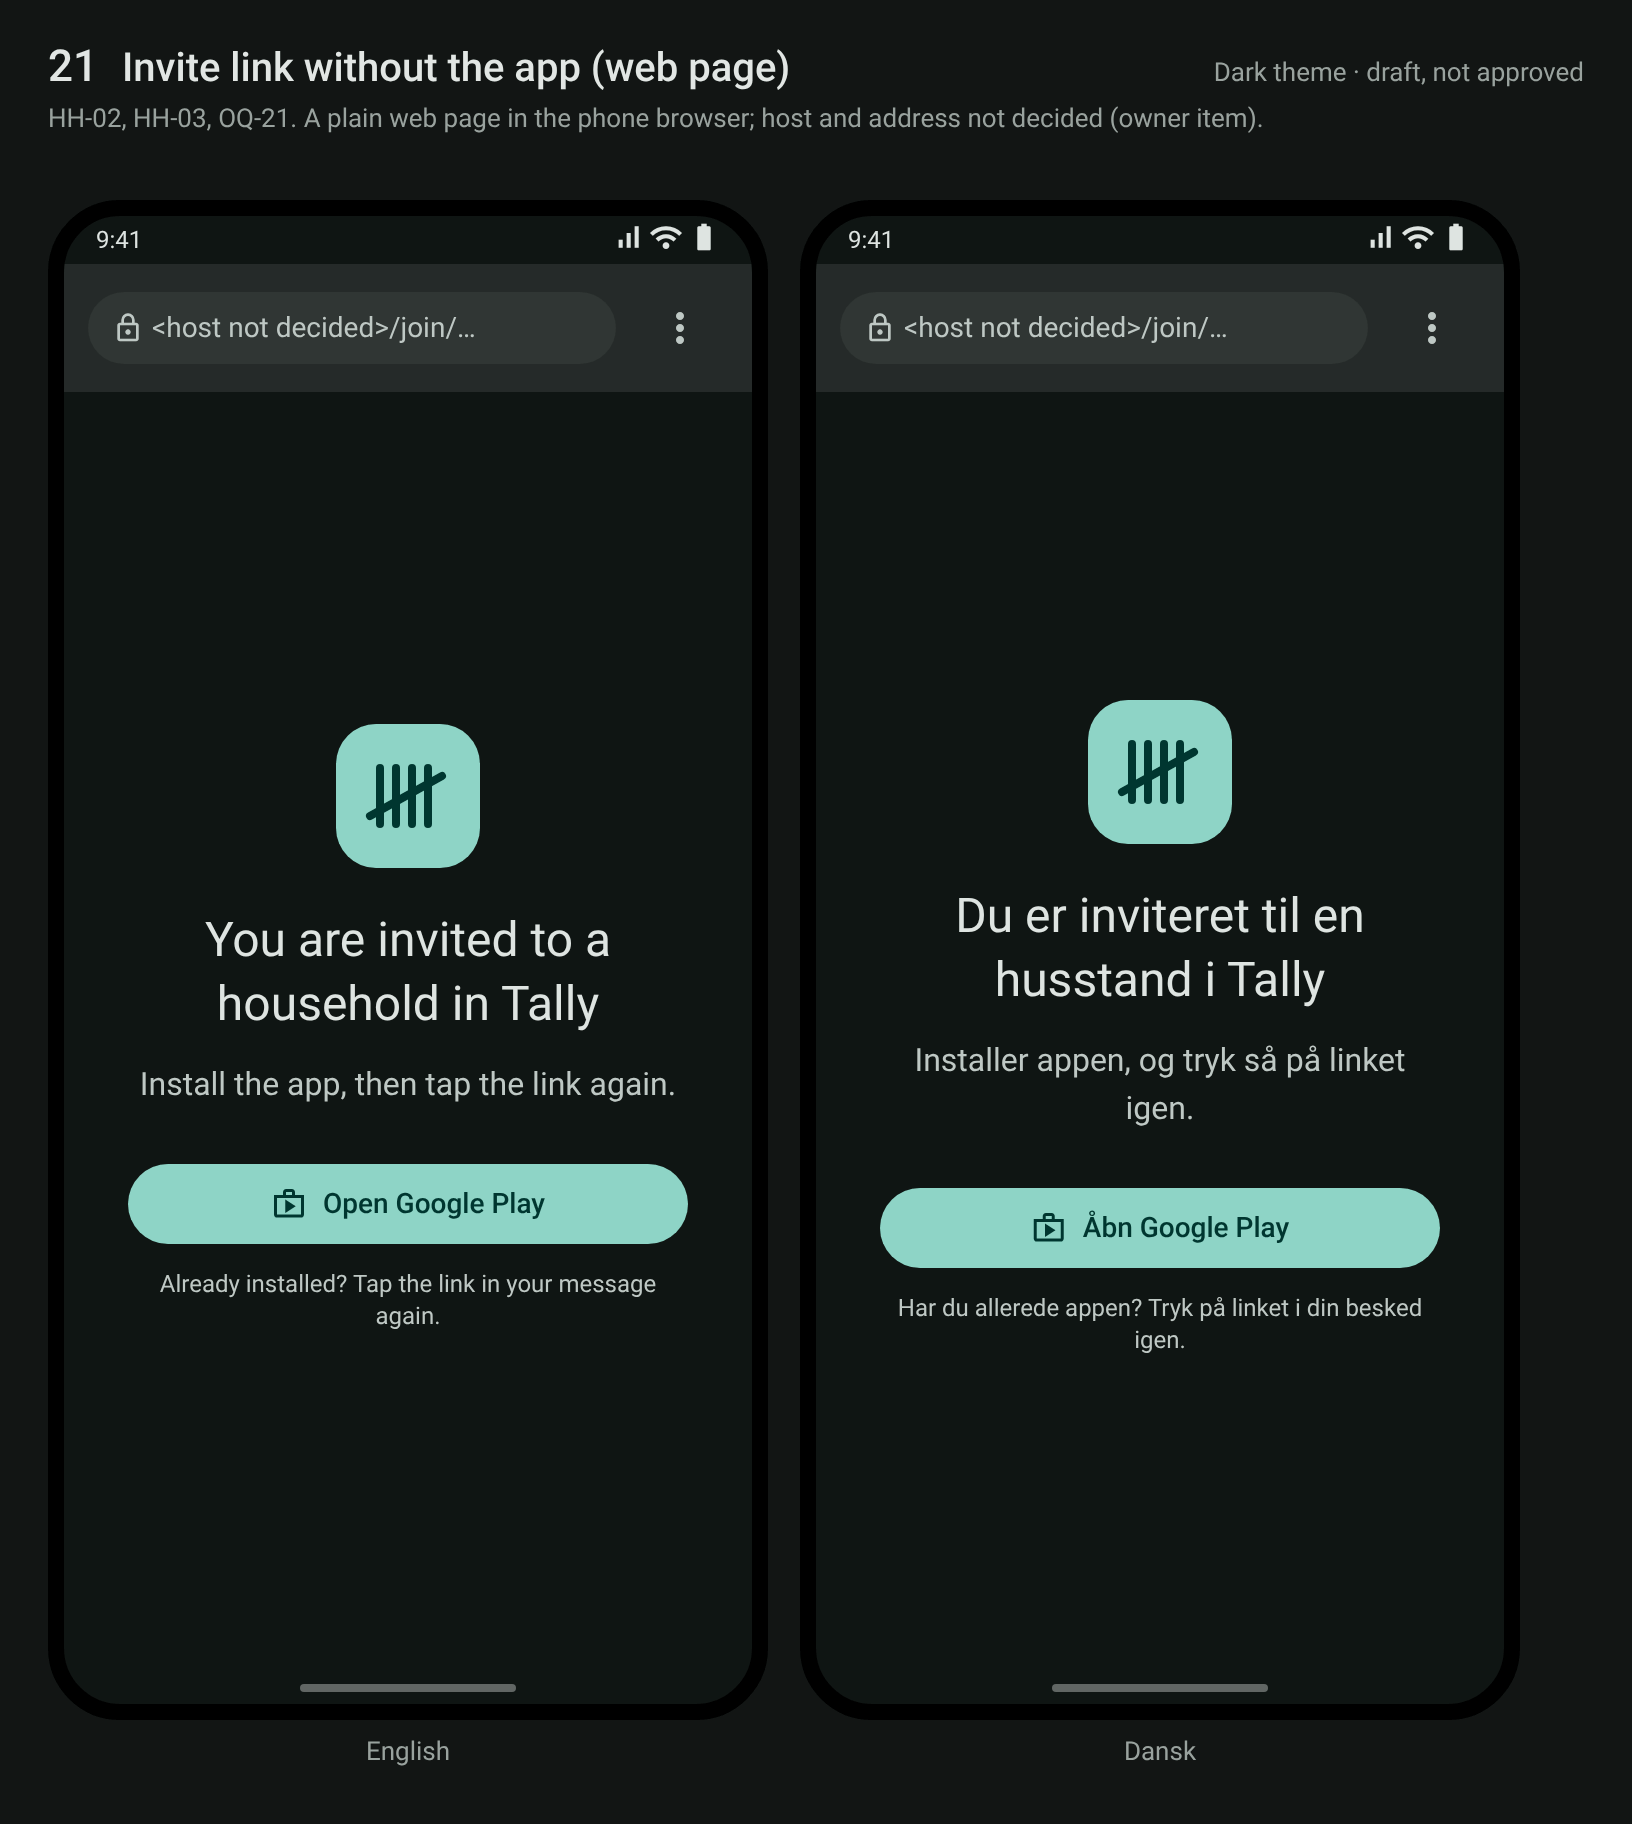 21 Invite link without the app (web page)
Dark theme · draft, not approved
HH-02, HH-03, OQ-21. A plain web page in the phone browser; host and address not decided (owner item).
9:41
<host not decided>/join/…
You are invited to a
household in Tally
Install the app, then tap the link again.
Open Google Play
Already installed? Tap the link in your message
again.
English
9:41
<host not decided>/join/…
Du er inviteret til en
husstand i Tally
Installer appen, og tryk så på linket
igen.
Åbn Google Play
Har du allerede appen? Tryk på linket i din besked
igen.
Dansk